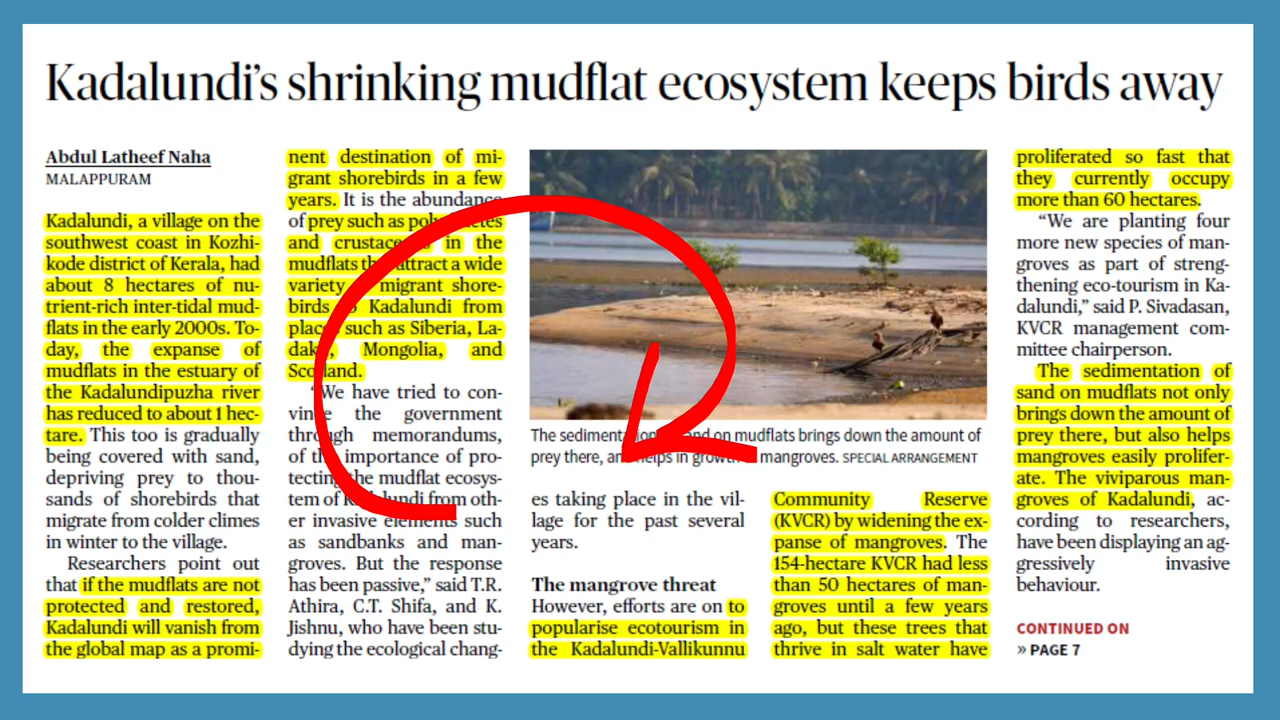 Kadalundi's shrinking mudflat ecosystem keeps birds away
Abdul Latheef Naha
MALAPPURAM
Kadalundi, a village on the
southwest coast in Kozhi-
kode district of Kerala, had
about 8 hectares of nu-
trient-rich inter-tidal mud-
flats in the early 2000s. To-
day, the expanse of
mudflats in the estuary of
the Kadalundipuzha river
has reduced to about 1 hec-
tare. This too is gradually
being covered with sand,
depriving prey to thou-
sands of shorebirds that
migrate from colder climes
in winter to the village.
Researchers point out
that if the mudflats are not
protected and restored,
Kadalundi will vanish from
the global map as a promi-
nent destination of mi-
grant shorebirds in a few
years. It is the abundance
of prey such as polychaetes
and crustaceans in the
mudflats that attract a wide
variety of migrant shore-
birds to Kadalundi from
places such as Siberia, La-
dakh, Mongolia, and
Scotland.
"We have tried to con-
vince the government
through memorandums,
of the importance of pro-
tecting the mudflat ecosys-
tem of Kadalundi from oth-
er invasive elements such
as sandbanks and man-
groves. But the response
has been passive," said T.R.
Athira, C.T. Shifa, and K.
Jishnu, who have been stu-
dying the ecological chang-
The sedimentation sand on mudflats brings down the amount of
prey there, and helps in growth mangroves. SPECIAL ARRANGEMENT
es taking place in the vil-
lage for the past several
years.
The mangrove threat
However, efforts are on to
popularise ecotourism in
the Kadalundi-Vallikunnu
Community Reserve
(KVCR) by widening the ex-
panse of mangroves. The
154-hectare KVCR had less
than 50 hectares of man-
groves until a few years
ago, but these trees that
thrive in salt water have
proliferated so fast that
they currently occupy
more than 60 hectares.
"We are planting four
more new species of man-
groves as part of streng-
thening eco-tourism in Ka-
dalundi," said P. Sivadasan,
KVCR management com-
mittee chairperson.
The sedimentation of
sand on mudflats not only
brings down the amount of
prey there, but also helps
mangroves easily prolifer-
ate. The viviparous man-
groves of Kadalundi, ac-
cording to researchers,
have been displaying an ag-
gressively invasive
behaviour.
CONTINUED ON
» PAGE 7